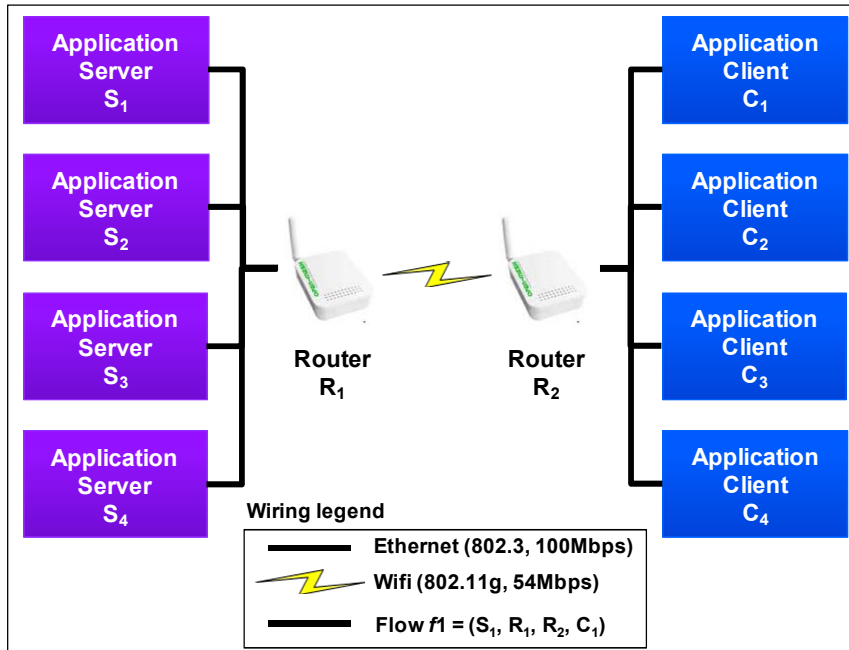 Application
Server
S₁
Application
Server
S₂
Application
Server
S₃
Application
Server
S₄
Router
R₁
Router
R₂
Application
Client
C₁
Application
Client
C₂
Application
Client
C₃
Application
Client
C₄
Wiring legend
Ethernet (802.3, 100Mbps)
Wifi (802.11g, 54Mbps)
Flow f1 = (S₁, R₁, R₂, C₁)